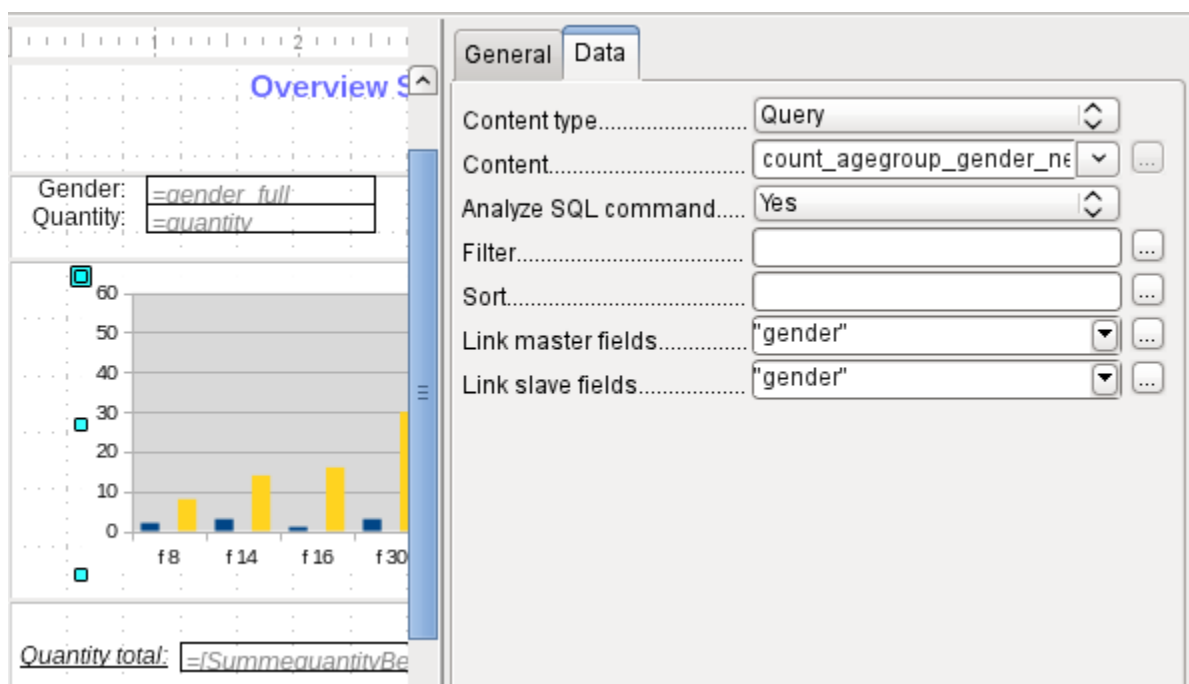 1 2
Overview S
Gender: =gender_full
Quantity: =quantity
60
50
40
30
20
10
0
f 8 f 14 f 16 f 30
Quantity total: =[SummequantityBe
General Data
Content type....................... Query
Content............................. count_agegroup_gender_ne ...
Analyze SQL command..... Yes
Filter................................... ...
Sort..................................... ...
Link master fields.............. "gender" ...
Link slave fields................. "gender" ...